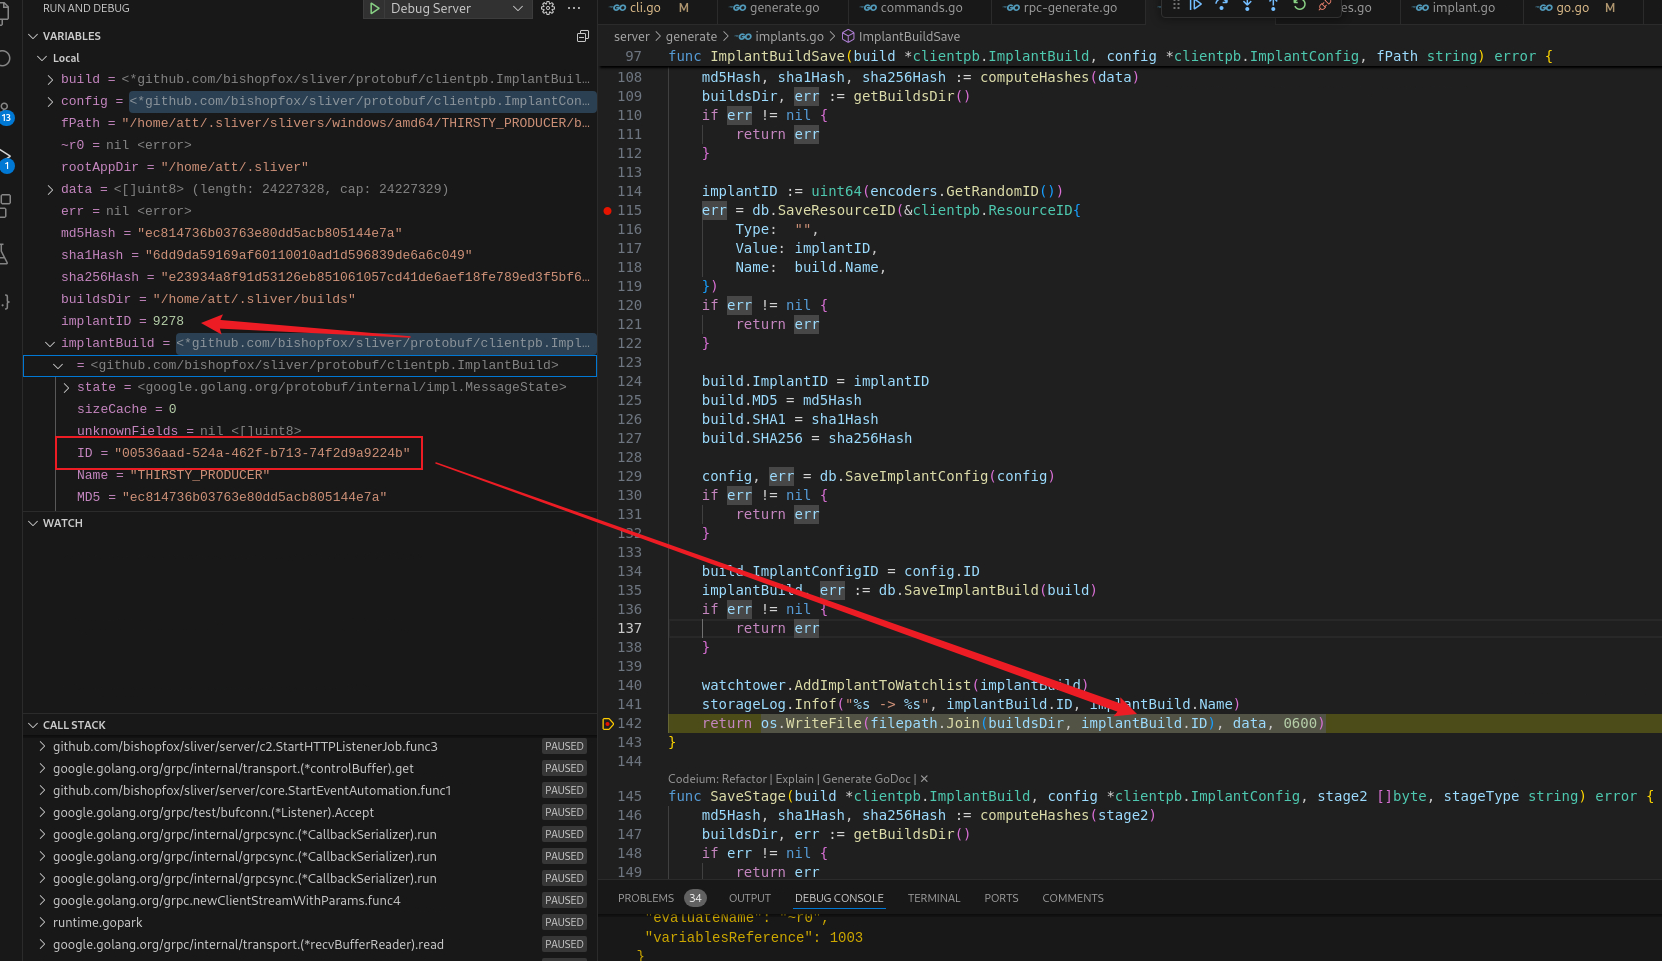 RUN AND DEBUG
Debug Server
VARIABLES
Local
build = <*github.com/bishopfox/sliver/protobuf/clientpb.ImplantBuil…
config = <*github.com/bishopfox/sliver/protobuf/clientpb.ImplantCon…
fPath = "/home/att/.sliver/slivers/windows/amd64/THIRSTY_PRODUCER/b…
~r0 = nil <error>
rootAppDir = "/home/att/.sliver"
data = <[]uint8> (length: 24227328, cap: 24227329)
err = nil <error>
md5Hash = "ec814736b03763e80dd5acb805144e7a"
sha1Hash = "6dd9da59169af60110010ad1d596839de6a6c049"
sha256Hash = "e23934a8f91d53126eb851061057cd41de6aef18fe789ed3f5bf6…
buildsDir = "/home/att/.sliver/builds"
implantID = 9278
implantBuild = <*github.com/bishopfox/sliver/protobuf/clientpb.Impl…
= <github.com/bishopfox/sliver/protobuf/clientpb.ImplantBuild>
state = <google.golang.org/protobuf/internal/impl.MessageState>
sizeCache = 0
unknownFields = nil <[]uint8>
ID = "00536aad-524a-462f-b713-74f2d9a9224b"
Name = "THIRSTY_PRODUCER"
MD5 = "ec814736b03763e80dd5acb805144e7a"
WATCH
CALL STACK
github.com/bishopfox/sliver/server/c2.StartHTTPListenerJob.func3 PAUSED
google.golang.org/grpc/internal/transport.(*controlBuffer).get PAUSED
github.com/bishopfox/sliver/server/core.StartEventAutomation.func1 PAUSED
google.golang.org/grpc/test/bufconn.(*Listener).Accept PAUSED
google.golang.org/grpc/internal/grpcsync.(*CallbackSerializer).run PAUSED
google.golang.org/grpc/internal/grpcsync.(*CallbackSerializer).run PAUSED
google.golang.org/grpc/internal/grpcsync.(*CallbackSerializer).run PAUSED
google.golang.org/grpc.newClientStreamWithParams.func4 PAUSED
runtime.gopark PAUSED
google.golang.org/grpc/internal/transport.(*recvBufferReader).read PAUSED
13
1
cli.go M generate.go commands.go rpc-generate.go es.go implant.go go.go M
server > generate > implants.go > ImplantBuildSave
97 func ImplantBuildSave(build *clientpb.ImplantBuild, config *clientpb.ImplantConfig, fPath string) error {
108 md5Hash, sha1Hash, sha256Hash := computeHashes(data)
109 buildsDir, err := getBuildsDir()
110 if err != nil {
111 return err
112 }
113
114 implantID := uint64(encoders.GetRandomID())
115 err = db.SaveResourceID(&clientpb.ResourceID{
116 Type: "",
117 Value: implantID,
118 Name: build.Name,
119 })
120 if err != nil {
121 return err
122 }
123
124 build.ImplantID = implantID
125 build.MD5 = md5Hash
126 build.SHA1 = sha1Hash
127 build.SHA256 = sha256Hash
128
129 config, err = db.SaveImplantConfig(config)
130 if err != nil {
131 return err
132 }
133
134 build.ImplantConfigID = config.ID
135 implantBuild, err := db.SaveImplantBuild(build)
136 if err != nil {
137 return err
138 }
139
140 watchtower.AddImplantToWatchlist(implantBuild)
141 storageLog.Infof("%s -> %s", implantBuild.ID, implantBuild.Name)
142 return os.WriteFile(filepath.Join(buildsDir, implantBuild.ID), data, 0600)
143 }
144
Codeium: Refactor | Explain | Generate GoDoc | ✕
145 func SaveStage(build *clientpb.ImplantBuild, config *clientpb.ImplantConfig, stage2 []byte, stageType string) error {
146 md5Hash, sha1Hash, sha256Hash := computeHashes(stage2)
147 buildsDir, err := getBuildsDir()
148 if err != nil {
149 return err
PROBLEMS 34 OUTPUT DEBUG CONSOLE TERMINAL PORTS COMMENTS
"evaluateName": "~r0",
"variablesReference": 1003
}